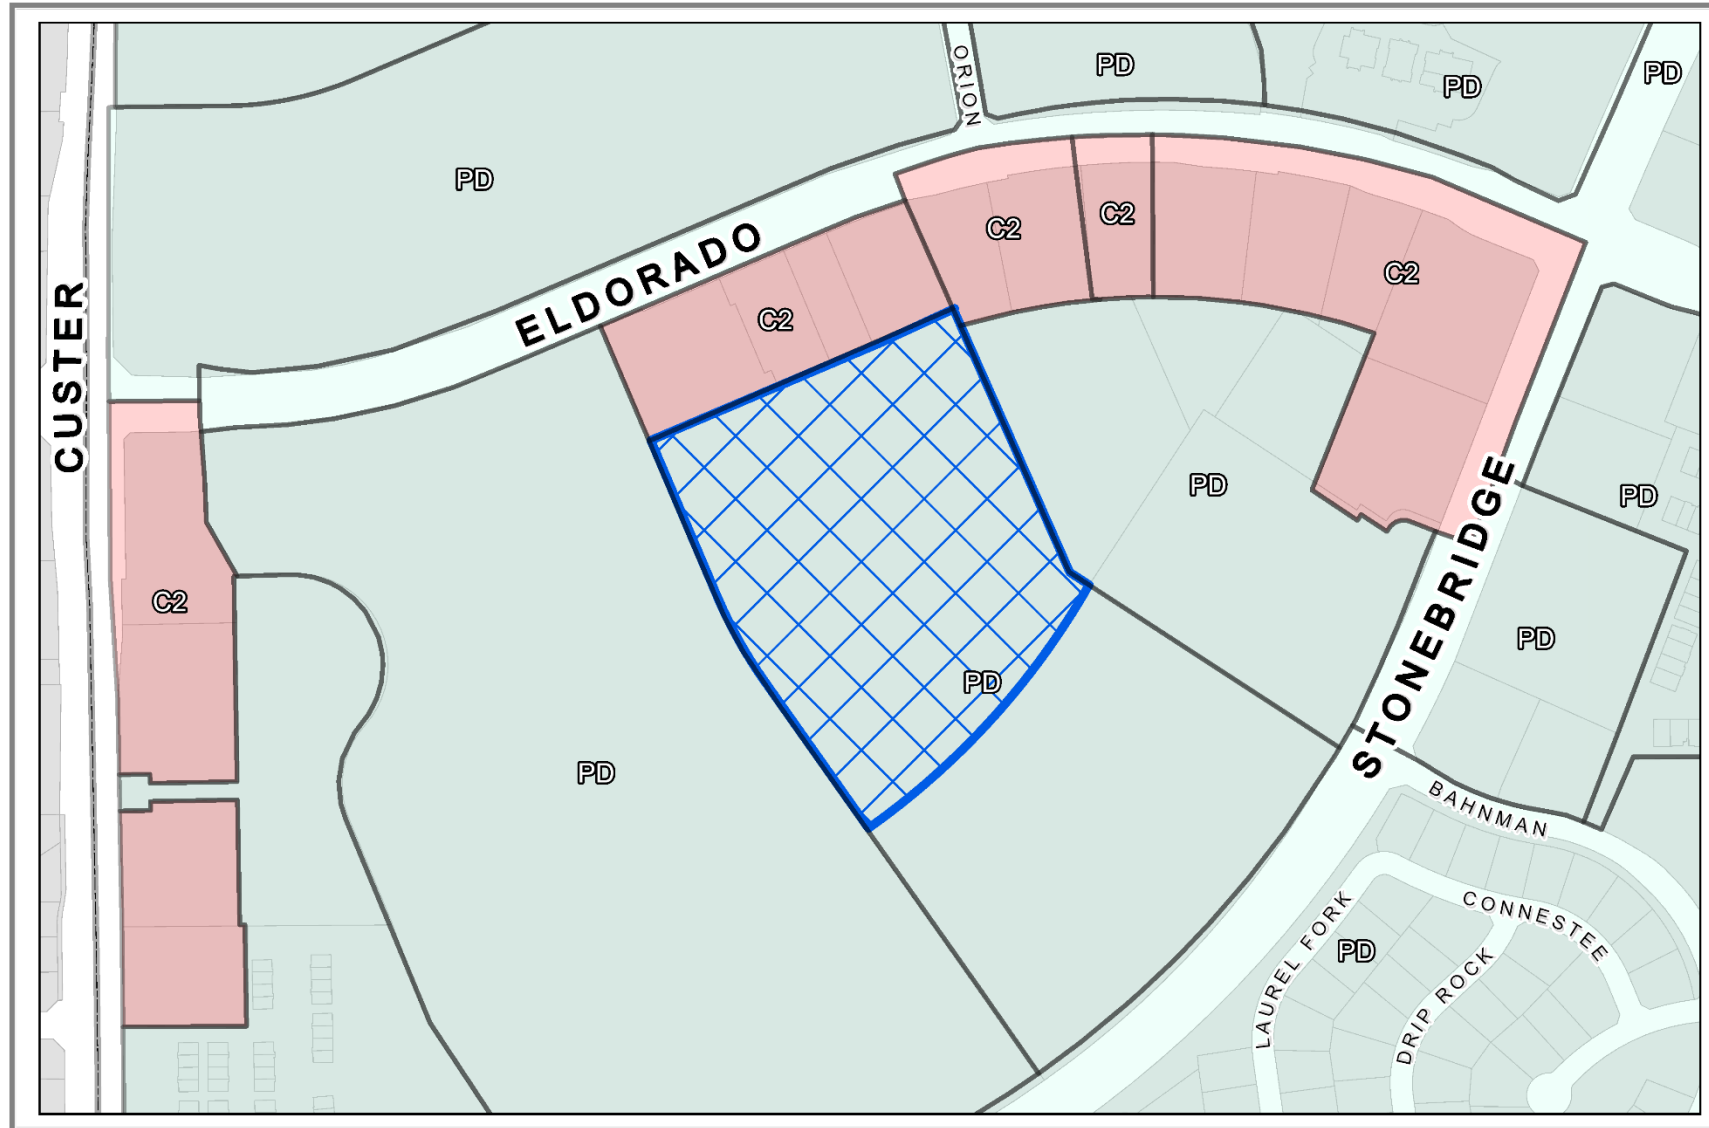 ORION
PD
PD
PD
PD
C2
C2
C2
ELDORADO
C2
CUSTER
STONEBRIDGE
PD
PD
C2
PD
PD
PD
BAHNMAN
CONNESTEE
LAUREL FORK
PD
DRIP ROCK